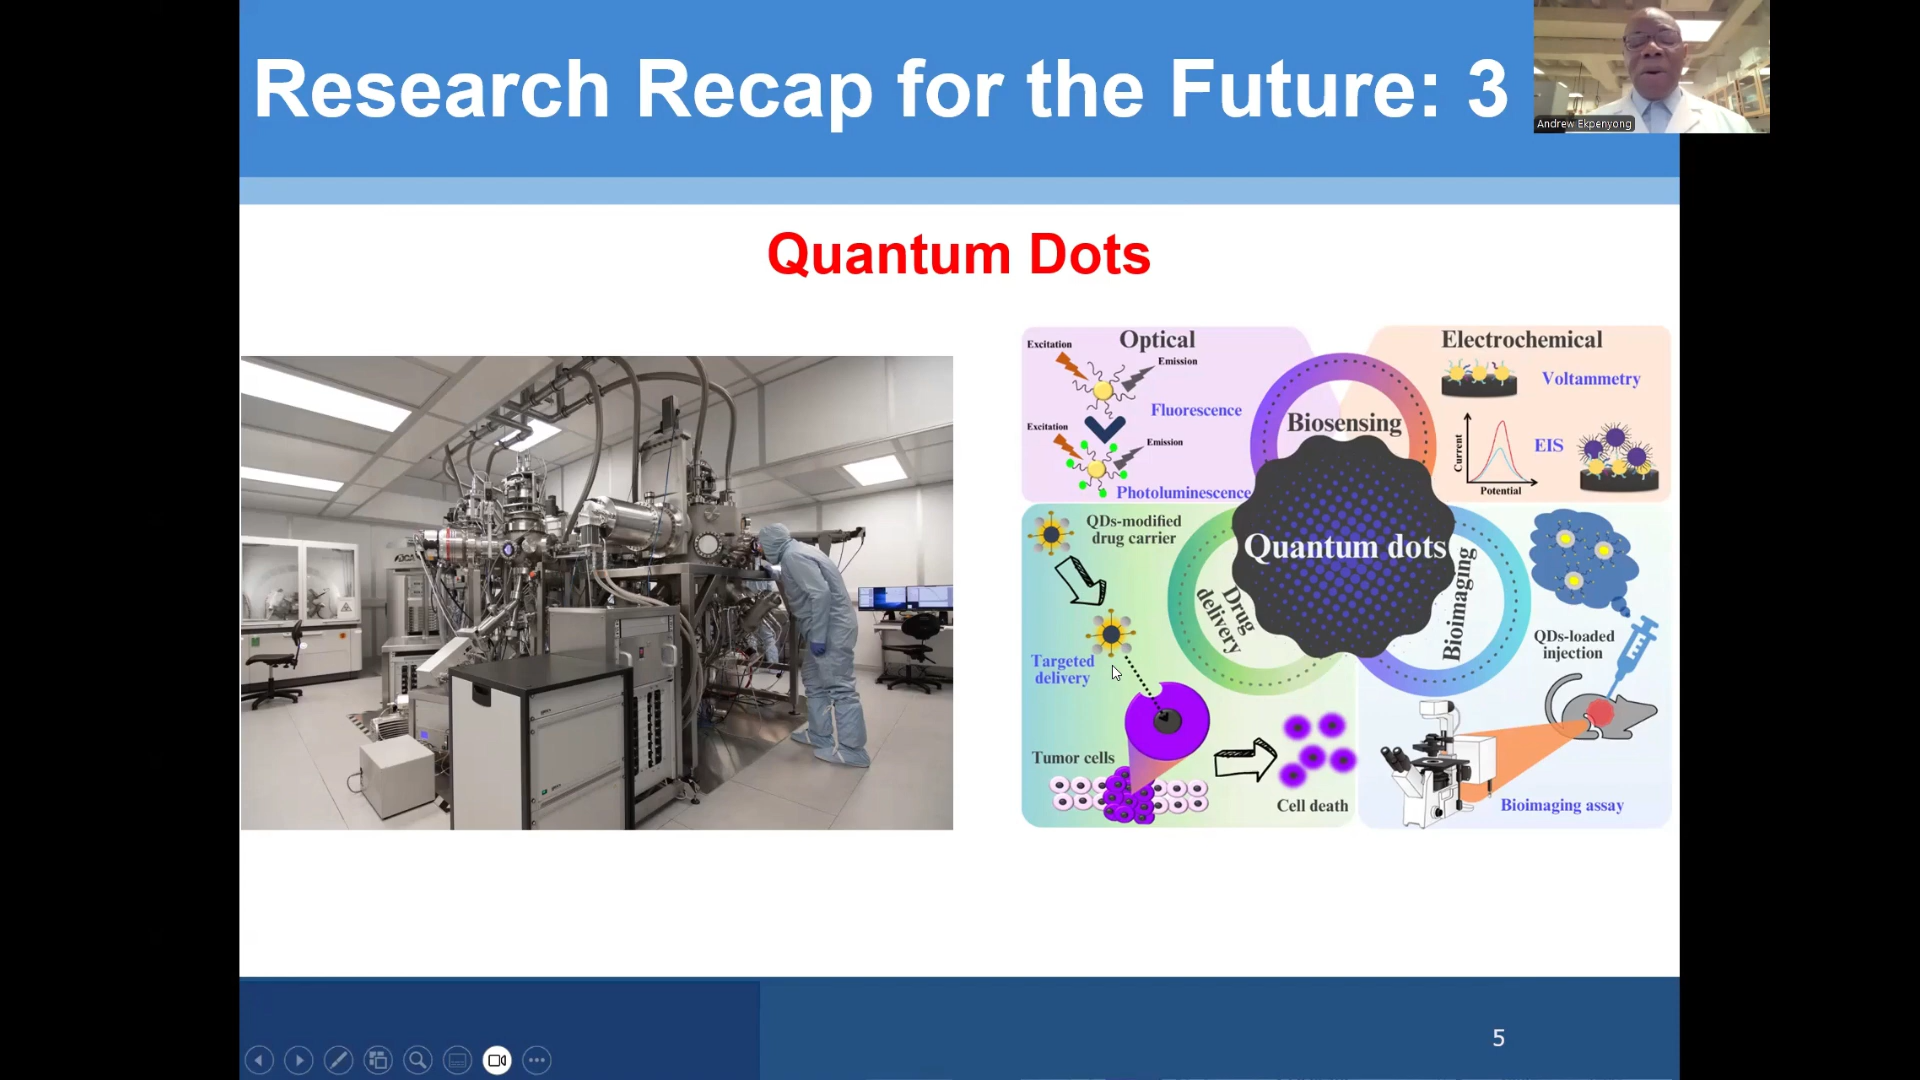 Research Recap for the Future: 3
Andrew Ekpenyong
Quantum Dots
Optical
Excitation
Emission
Fluorescence
Excitation
Emission
Photoluminescence
Electrochemical
Voltammetry
Current
EIS
Potential
Biosensing
Quantum dots
Drug
delivery
Bioimaging
QDs-modified
drug carrier
Targeted
delivery
Tumor cells
Cell death
QDs-loaded
injection
Bioimaging assay
5